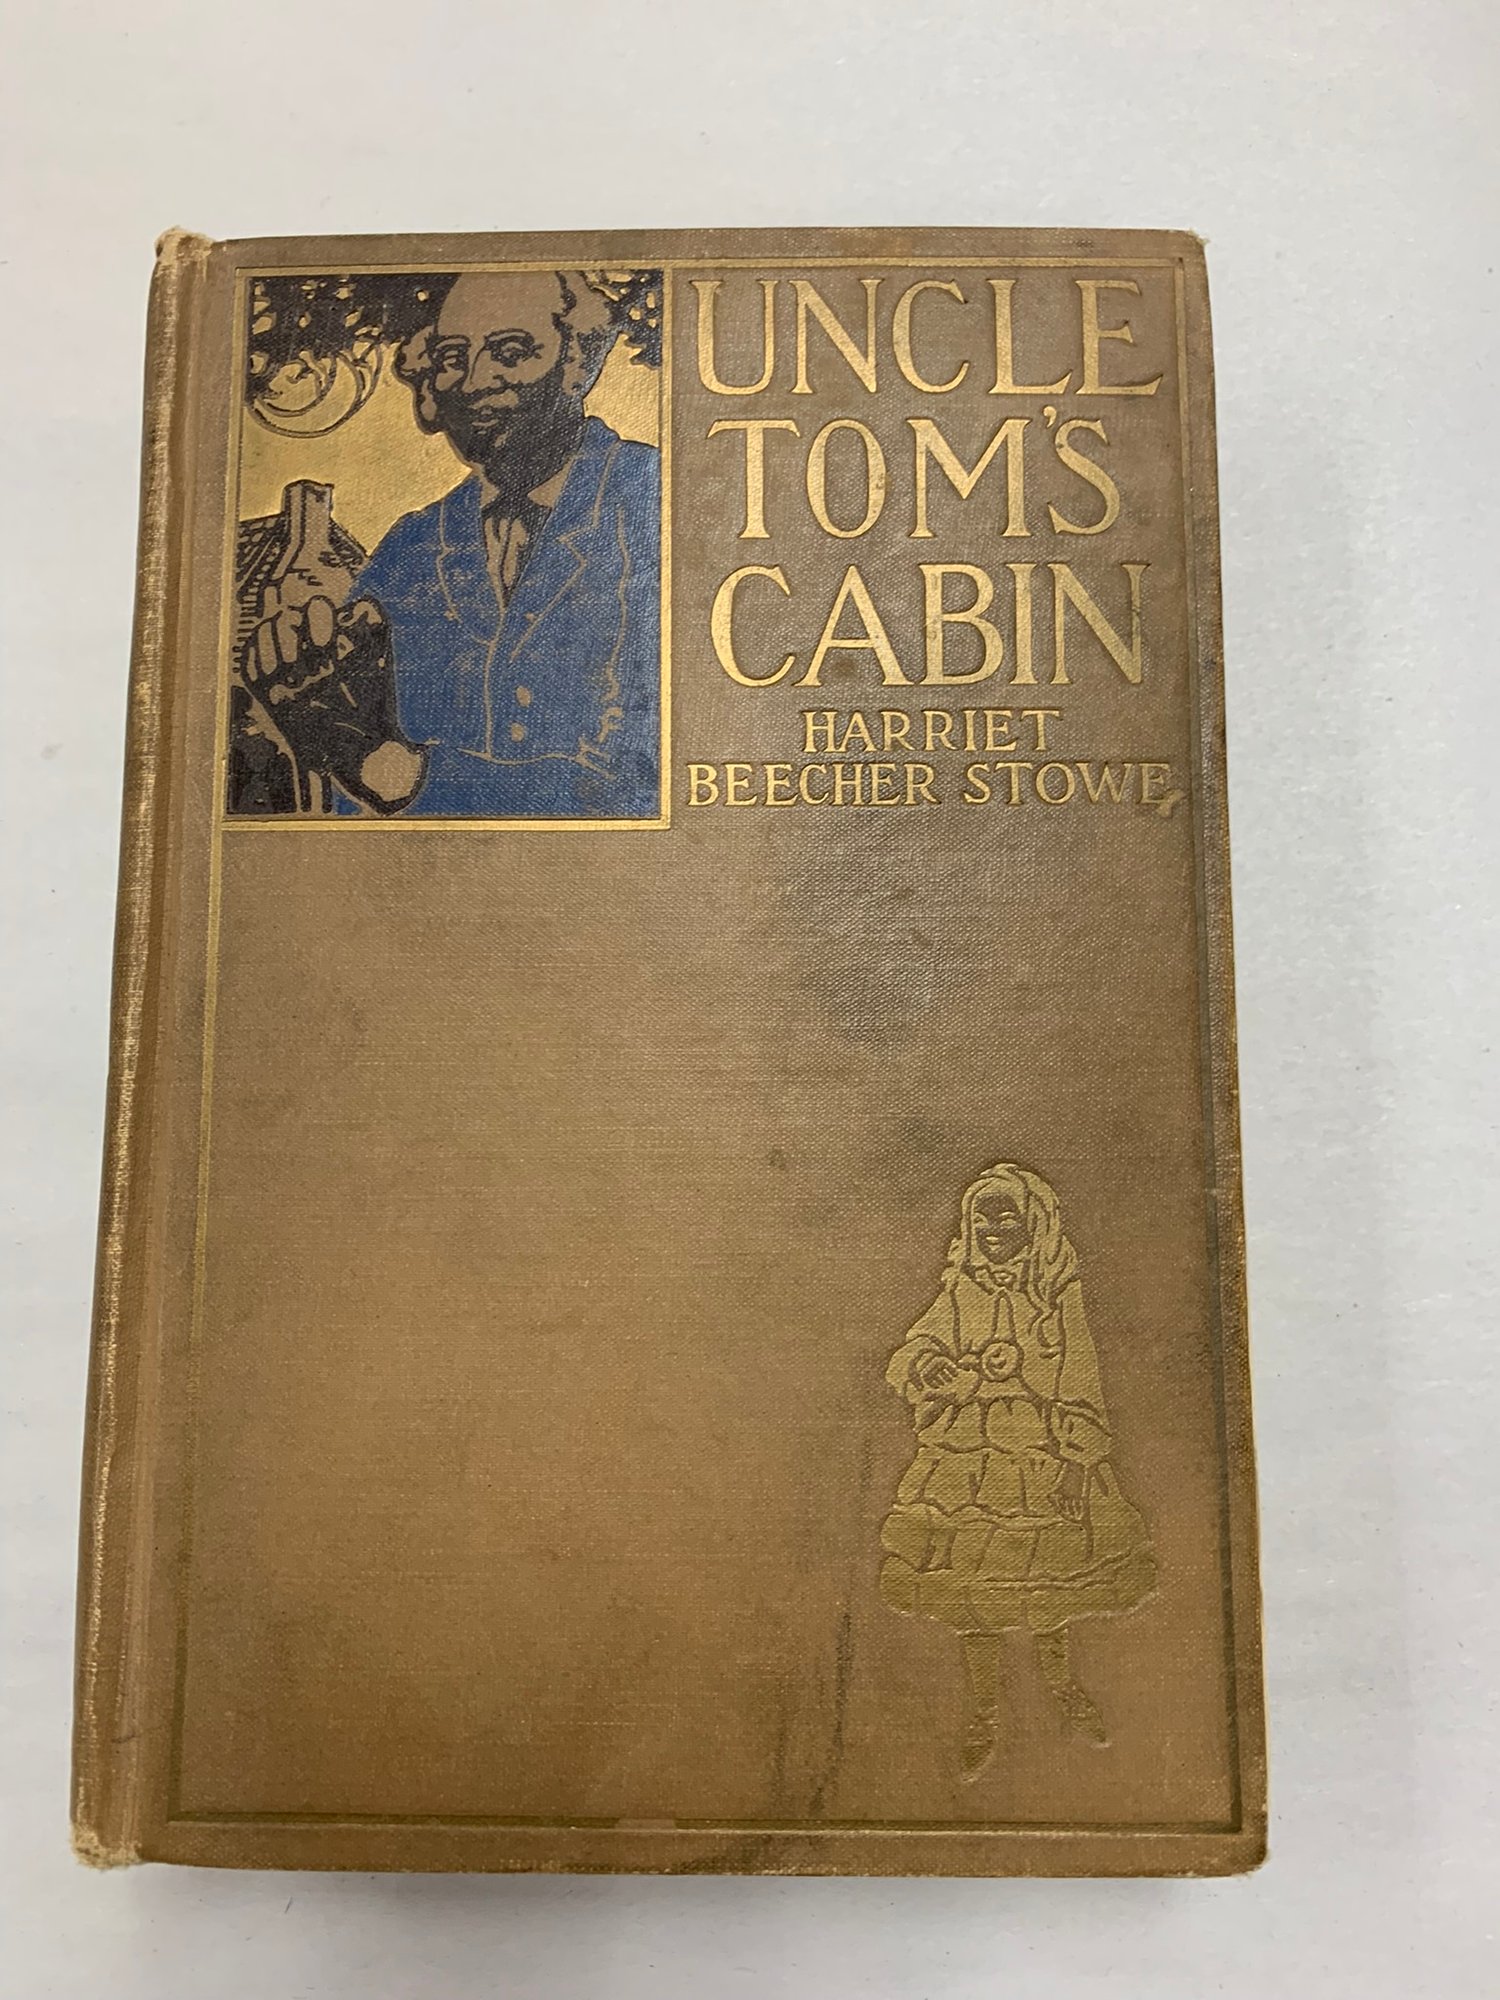 UNCLE
TOM'S
CABIN
HARRIET
BEECHER STOWE